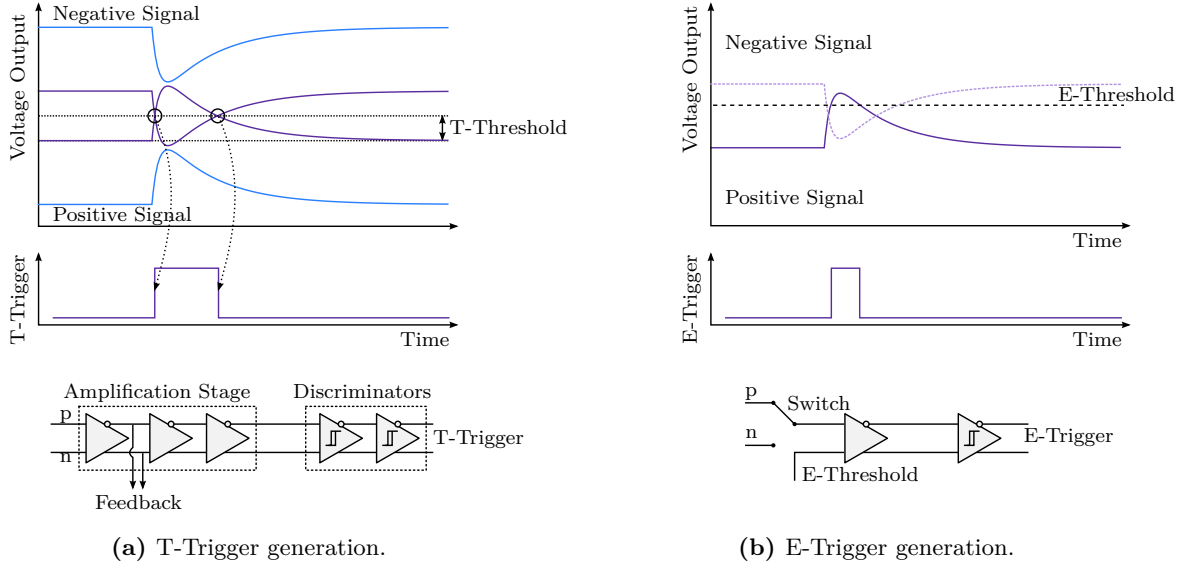 Negative Signal
Voltage Output
T-Threshold
Positive Signal
Time
T-Trigger
Time
Amplification Stage
Discriminators
p
n
T-Trigger
Feedback
(a) T-Trigger generation.
Negative Signal
Voltage Output
E-Threshold
Positive Signal
Time
E-Trigger
Time
p
Switch
n
E-Trigger
E-Threshold
(b) E-Trigger generation.